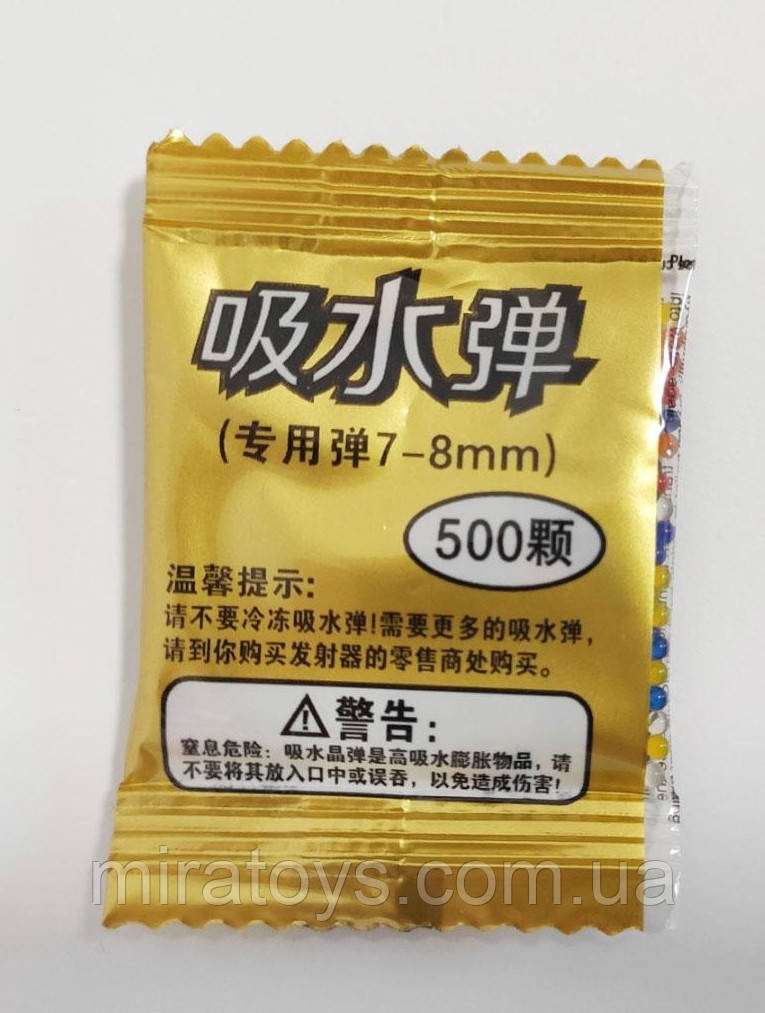 吸水弹
(专用弹7-8mm)
500颗
温馨提示:
请不要冷冻吸水弹!需要更多的吸水弹,
请到你购买发射器的零售商处购买。
⚠警告:
窒息危险: 吸水晶弹是高吸水膨胀物品, 请
不要将其放入口中或误吞, 以免造成伤害!
miratoys.com.ua